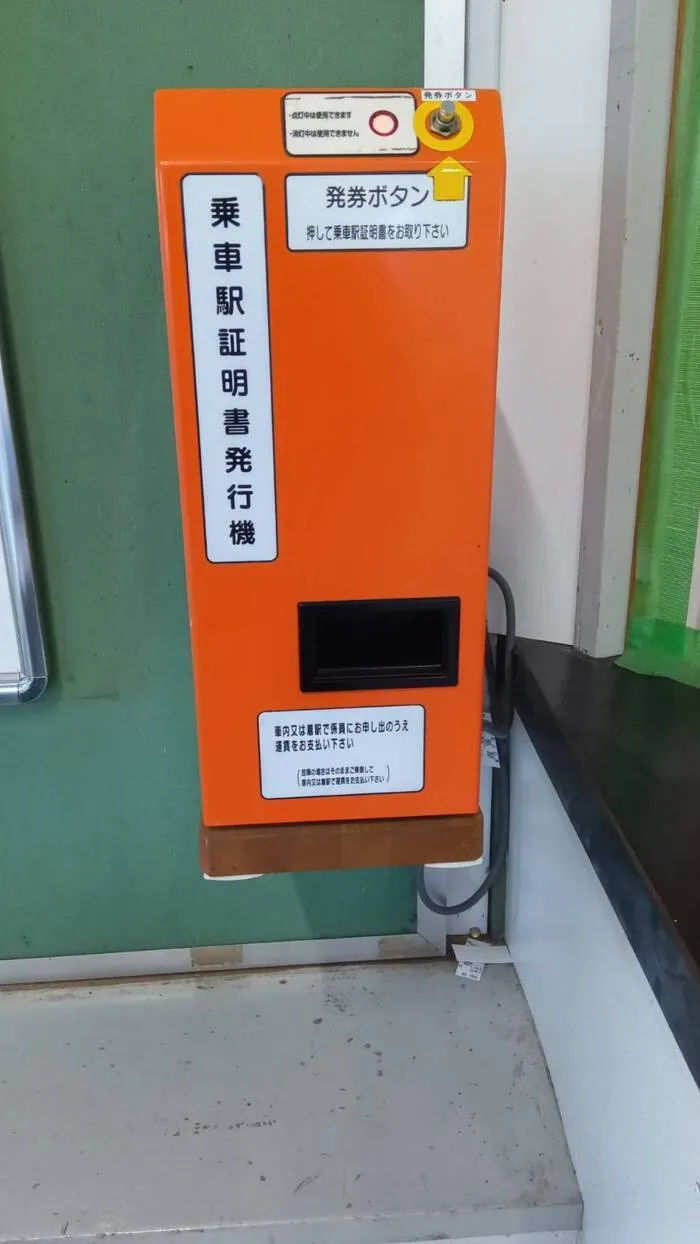 発券ボタン
・点灯中は使用できます
・消灯中は使用できません
発券ボタン
押して乗車駅証明書をお取り下さい
乗車駅証明書発行機
車内又は着駅で係員にお申し出のうえ
運賃をお支払い下さい
(故障の場合はそのままご乗車して
車内又は着駅で運賃をお支払い下さい)